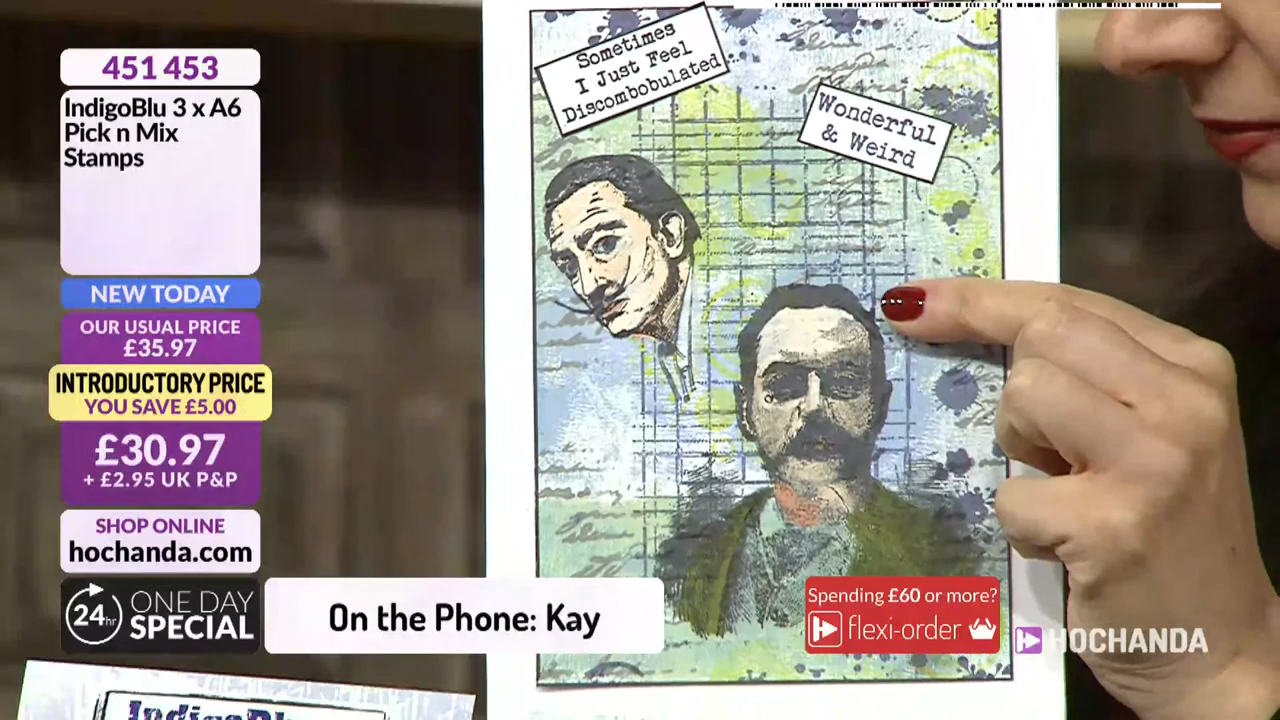 451 453
IndigoBlu 3 x A6
Pick n Mix
Stamps
NEW TODAY
OUR USUAL PRICE
£35.97
INTRODUCTORY PRICE
YOU SAVE £5.00
£30.97
+ £2.95 UK P&P
SHOP ONLINE
hochanda.com
24hr
ONE DAY
SPECIAL
On the Phone: Kay
Sometimes
I Just Feel
Discombobulated...
Wonderful
& Weird
Spending £60 or more?
flexi-order
HOCHANDA